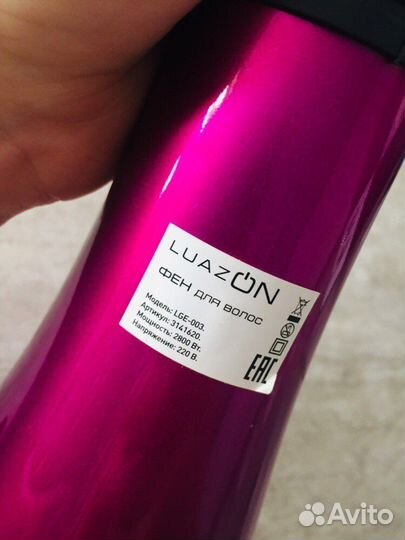 LUAZON
ФЕН для волос
Модель: LGE-003.
Артикул: 3141620.
Мощность: 2800 Вт.
Напряжение: 220 В.
EAC
Avito